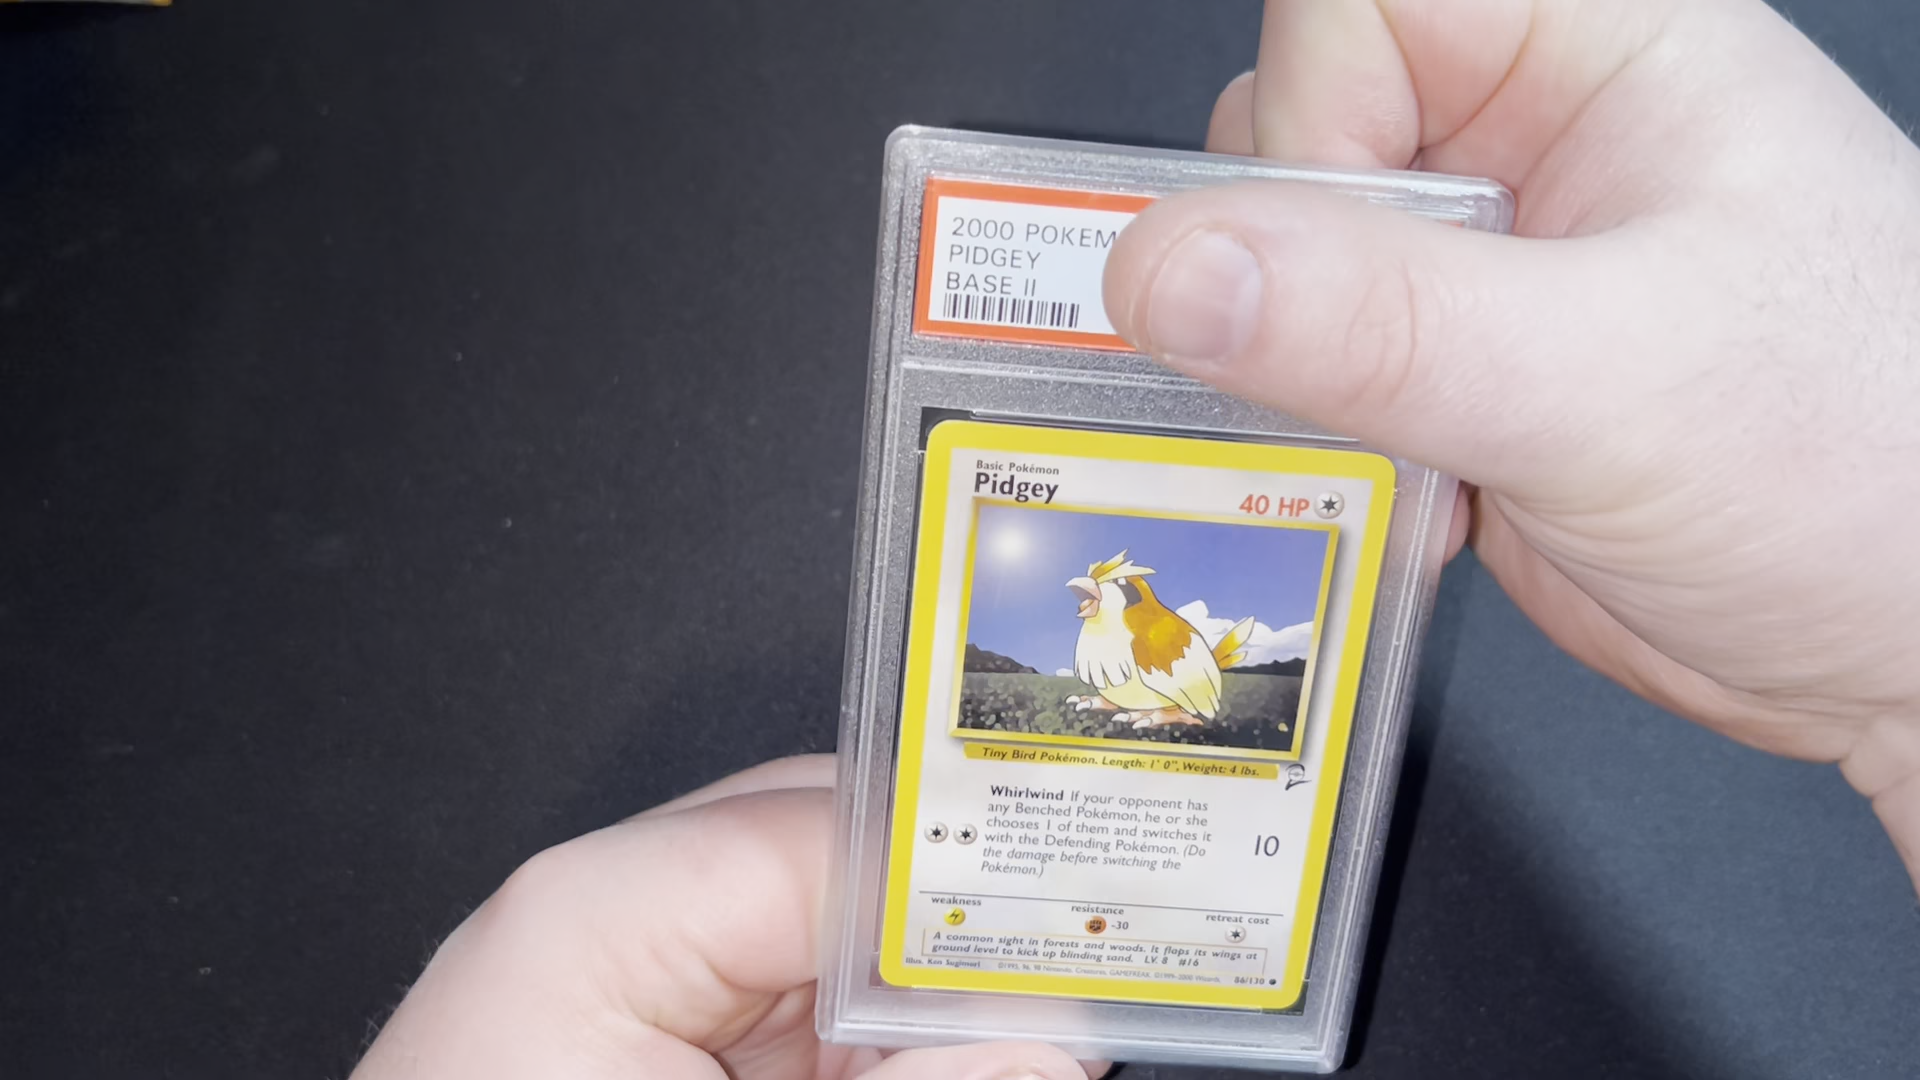 2000 POKEM
PIDGEY
BASE II
Basic Pokémon
Pidgey
40 HP
Tiny Bird Pokémon. Length: 1' 0", Weight: 4 lbs.
Whirlwind If your opponent has
any Benched Pokémon, he or she
chooses 1 of them and switches it
with the Defending Pokémon. (Do
the damage before switching the
Pokémon.)
10
weakness
resistance
retreat cost
-30
A common sight in forests and woods. It flaps its wings at
ground level to kick up blinding sand. LV. 8 #16
Illus. Ken Sugimori
©1995, 96, 98 Nintendo, Creatures, GAMEFREAK. ©1999-2000 Wizards.
86/130